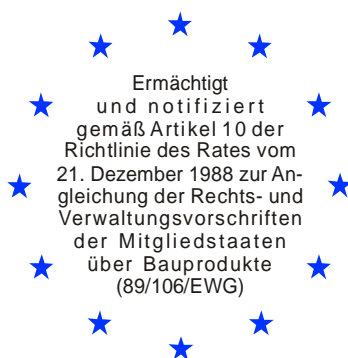 Ermächtigt
und notifiziert
gemäß Artikel 10 der
Richtlinie des Rates vom
21. Dezember 1988 zur An-
gleichung der Rechts- und
Verwaltungsvorschriften
der Mitgliedstaaten
über Bauprodukte
(89/106/EWG)